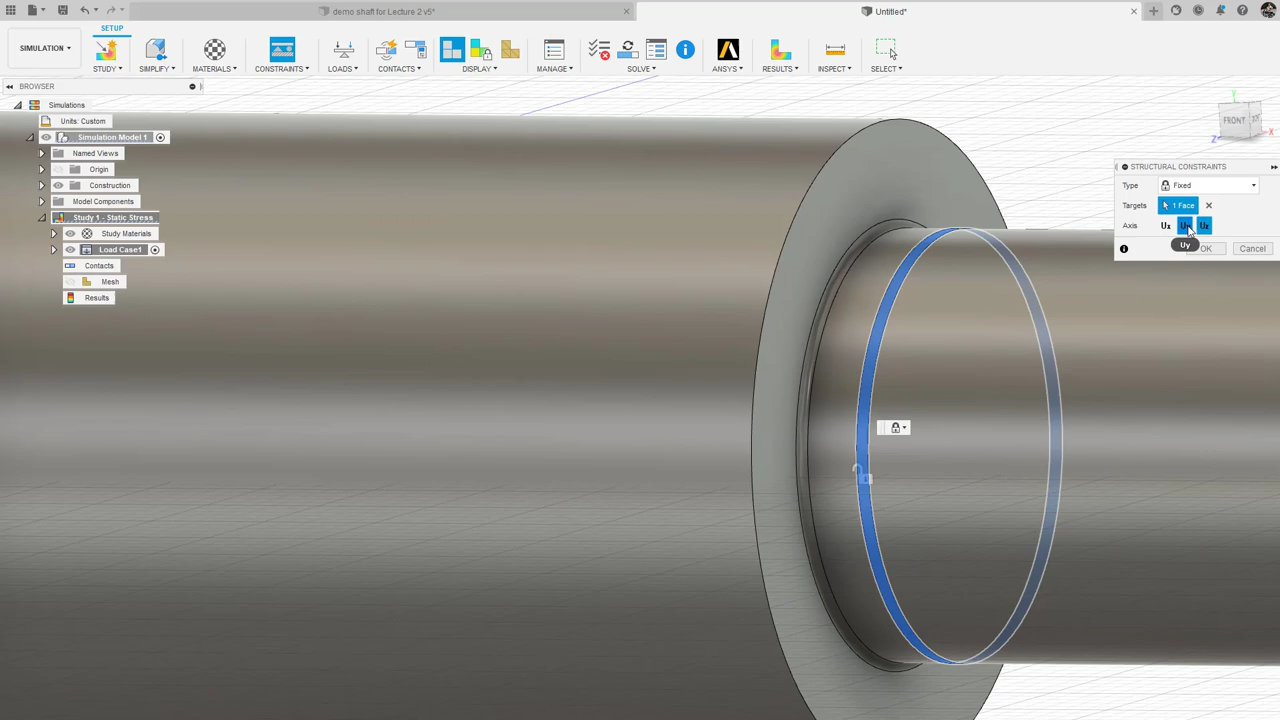 demo shaft for Lecture 2 v5*
Untitled*
SETUP
SIMULATION
STUDY
SIMPLIFY
MATERIALS
CONSTRAINTS
LOADS
CONTACTS
DISPLAY
MANAGE
SOLVE
ANSYS
RESULTS
INSPECT
SELECT
BROWSER
Simulations
Units: Custom
Simulation Model 1
Named Views
Origin
Construction
Model Components
Study 1 - Static Stress
Study Materials
Load Case1
Contacts
Mesh
Results
Y
FRONT
Z
X
STRUCTURAL CONSTRAINTS
Type Fixed
Targets 1 Face
Axis Ux Uz
Uy
OK Cancel